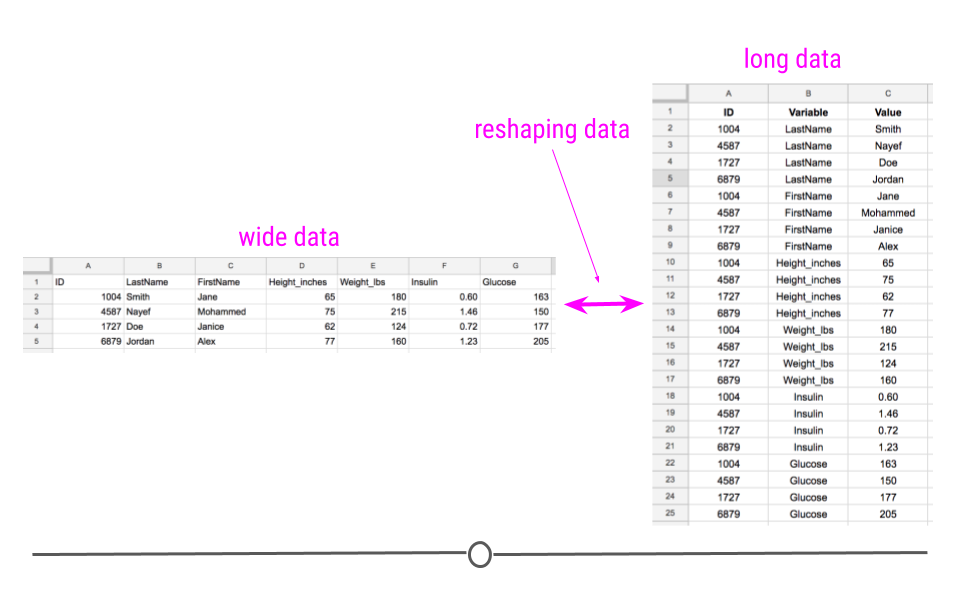 long data
reshaping data
wide data
A B C D E F G
1 ID LastName FirstName Height_inches Weight_lbs Insulin Glucose
2 1004 Smith Jane 65 180 0.60 163
3 4587 Nayef Mohammed 75 215 1.46 150
4 1727 Doe Janice 62 124 0.72 177
5 6879 Jordan Alex 77 160 1.23 205
A B C
1 ID Variable Value
2 1004 LastName Smith
3 4587 LastName Nayef
4 1727 LastName Doe
5 6879 LastName Jordan
6 1004 FirstName Jane
7 4587 FirstName Mohammed
8 1727 FirstName Janice
9 6879 FirstName Alex
10 1004 Height_inches 65
11 4587 Height_inches 75
12 1727 Height_inches 62
13 6879 Height_inches 77
14 1004 Weight_lbs 180
15 4587 Weight_lbs 215
16 1727 Weight_lbs 124
17 6879 Weight_lbs 160
18 1004 Insulin 0.60
19 4587 Insulin 1.46
20 1727 Insulin 0.72
21 6879 Insulin 1.23
22 1004 Glucose 163
23 4587 Glucose 150
24 1727 Glucose 177
25 6879 Glucose 205